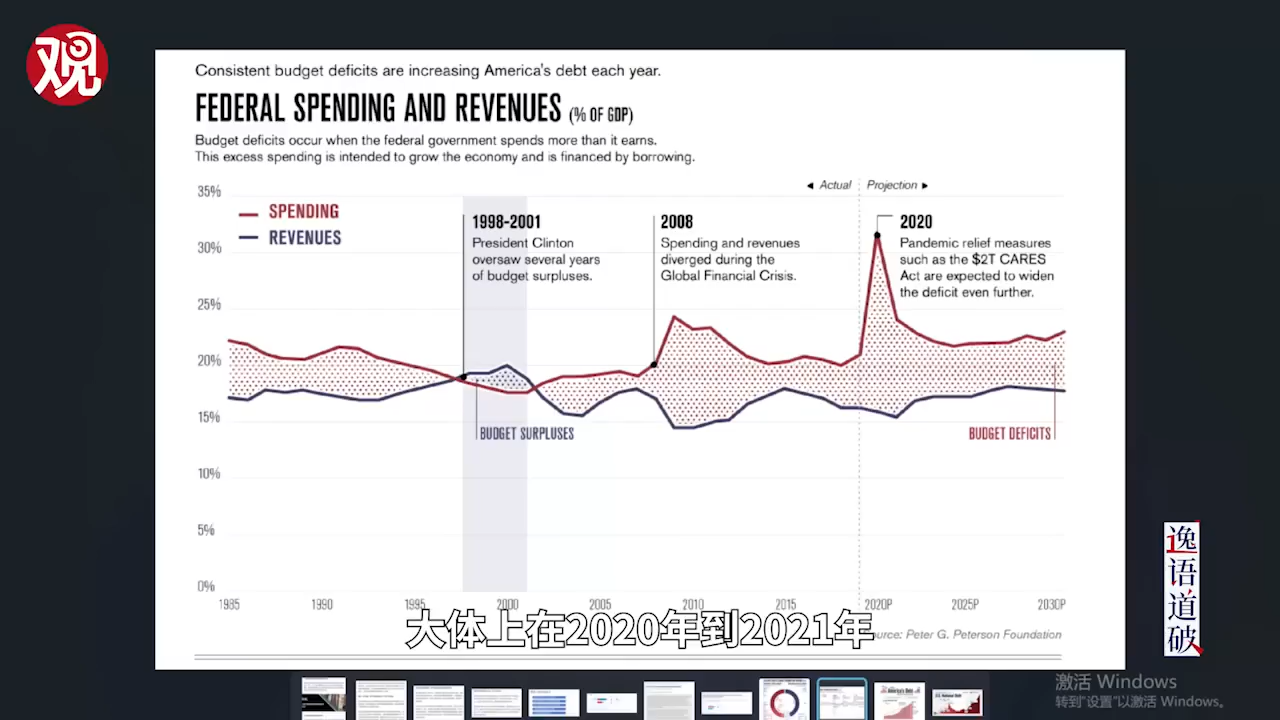 观
Consistent budget deficits are increasing America's debt each year.
FEDERAL SPENDING AND REVENUES (% OF GDP)
Budget deficits occur when the federal government spends more than it earns.
This excess spending is intended to grow the economy and is financed by borrowing.
◄ Actual
Projection ►
35%
30%
25%
20%
15%
10%
5%
0%
SPENDING
REVENUES
1998-2001
President Clinton
oversaw several years
of budget surpluses.
2008
Spending and revenues
diverged during the
Global Financial Crisis.
2020
Pandemic relief measures
such as the $2T CARES
Act are expected to widen
the deficit even further.
BUDGET SURPLUSES
BUDGET DEFICITS
1985
1990
1995
2000
2005
2010
2015
2020P
2025P
2030P
大体上在2020年到2021年
ource: Peter G. Peterson Foundation
逸语道破
激活 Windows
转到"设置"以激活 Windows。